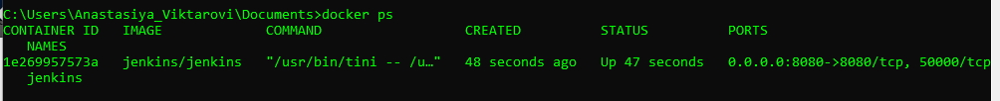 C:\Users\Anastasiya_Viktarovi\Documents>docker ps
CONTAINER ID   IMAGE             COMMAND                  CREATED          STATUS          PORTS
   NAMES
1e269957573a   jenkins/jenkins   "/usr/bin/tini -- /u…"   48 seconds ago   Up 47 seconds   0.0.0.0:8080->8080/tcp, 50000/tcp
   jenkins